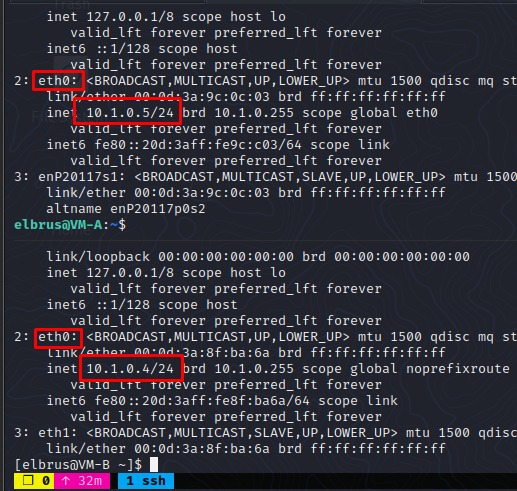 inet 127.0.0.1/8 scope host lo
valid_lft forever preferred_lft forever
inet6 ::1/128 scope host
valid_lft forever preferred_lft forever
2: eth0: <BROADCAST,MULTICAST,UP,LOWER_UP> mtu 1500 qdisc mq st
link/ether 00:0d:3a:9c:0c:03 brd ff:ff:ff:ff:ff:ff
inet 10.1.0.5/24 brd 10.1.0.255 scope global eth0
valid_lft forever preferred_lft forever
inet6 fe80::20d:3aff:fe9c:c03/64 scope link
valid_lft forever preferred_lft forever
3: enP20117s1: <BROADCAST,MULTICAST,SLAVE,UP,LOWER_UP> mtu 1500
link/ether 00:0d:3a:9c:0c:03 brd ff:ff:ff:ff:ff:ff
altname enP20117p0s2
elbrus@VM-A:~$
link/loopback 00:00:00:00:00:00 brd 00:00:00:00:00:00
inet 127.0.0.1/8 scope host lo
valid_lft forever preferred_lft forever
inet6 ::1/128 scope host
valid_lft forever preferred_lft forever
2: eth0: <BROADCAST,MULTICAST,UP,LOWER_UP> mtu 1500 qdisc mq st
link/ether 00:0d:3a:8f:ba:6a brd ff:ff:ff:ff:ff:ff
inet 10.1.0.4/24 brd 10.1.0.255 scope global noprefixroute
valid_lft forever preferred_lft forever
inet6 fe80::20d:3aff:fe8f:ba6a/64 scope link
valid_lft forever preferred_lft forever
3: eth1: <BROADCAST,MULTICAST,SLAVE,UP,LOWER_UP> mtu 1500 qdisc
link/ether 00:0d:3a:8f:ba:6a brd ff:ff:ff:ff:ff:ff
[elbrus@VM-B ~]$
❐ 0 ↑ 32m 1 ssh